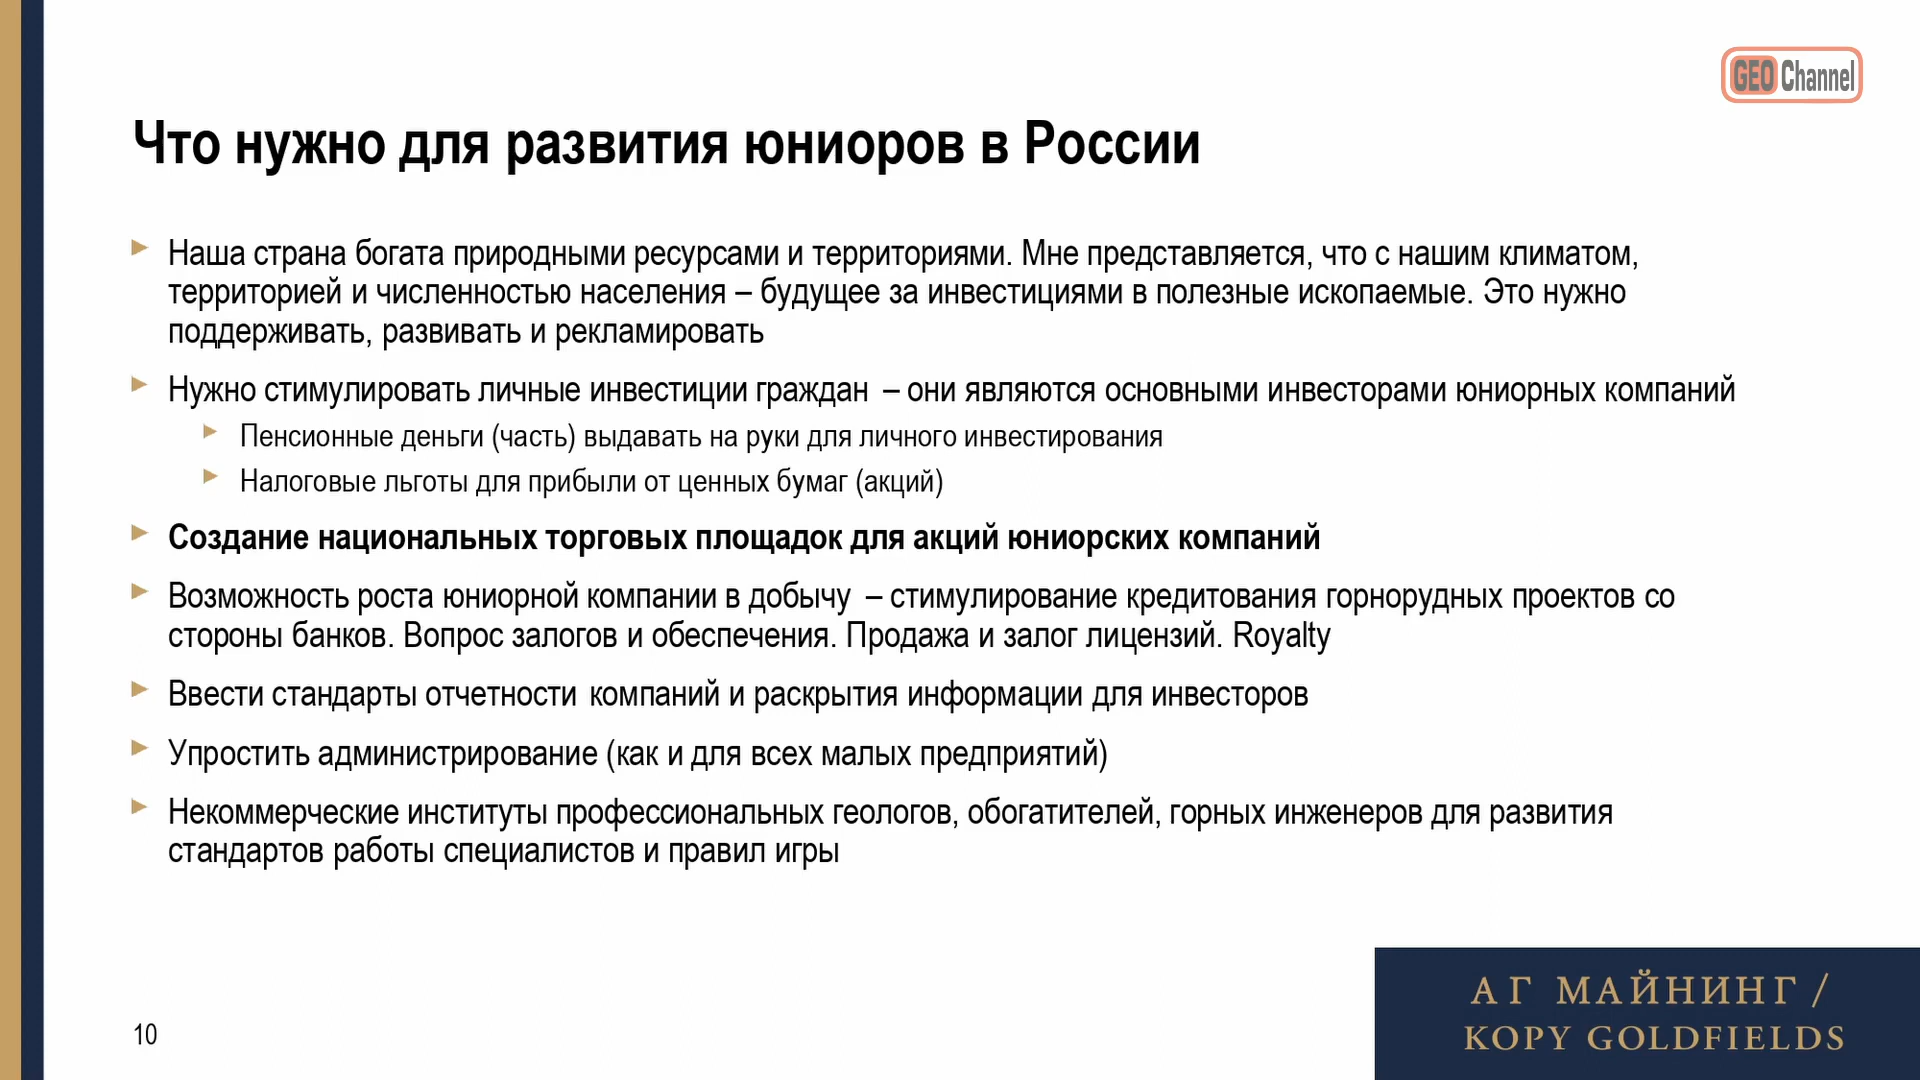 GEO Channel
Что нужно для развития юниоров в России
Наша страна богата природными ресурсами и территориями. Мне представляется, что с нашим климатом,
территорией и численностью населения – будущее за инвестициями в полезные ископаемые. Это нужно
поддерживать, развивать и рекламировать
Нужно стимулировать личные инвестиции граждан – они являются основными инвесторами юниорных компаний
Пенсионные деньги (часть) выдавать на руки для личного инвестирования
Налоговые льготы для прибыли от ценных бумаг (акций)
Создание национальных торговых площадок для акций юниорских компаний
Возможность роста юниорной компании в добычу – стимулирование кредитования горнорудных проектов со
стороны банков. Вопрос залогов и обеспечения. Продажа и залог лицензий. Royalty
Ввести стандарты отчетности компаний и раскрытия информации для инвесторов
Упростить администрирование (как и для всех малых предприятий)
Некоммерческие институты профессиональных геологов, обогатителей, горных инженеров для развития
стандартов работы специалистов и правил игры
АГ МАЙНИНГ /
KOPY GOLDFIELDS
10